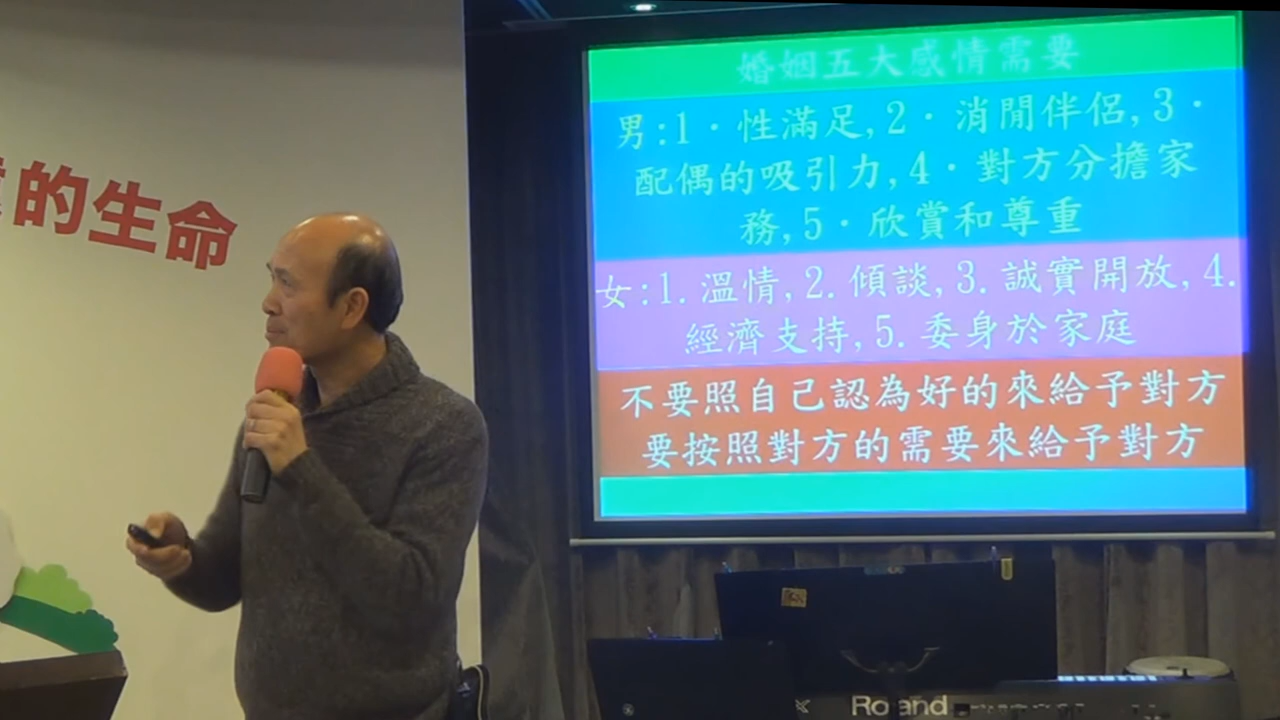 的生命
婚姻五大感情需要
男:1·性滿足,2·消閒伴侶,3·
配偶的吸引力,4·對方分擔家
務,5·欣賞和尊重
女:1.溫情,2.傾談,3.誠實開放,4.
經濟支持,5.委身於家庭
不要照自己認為好的來給予對方
要按照對方的需要來給予對方
Roland